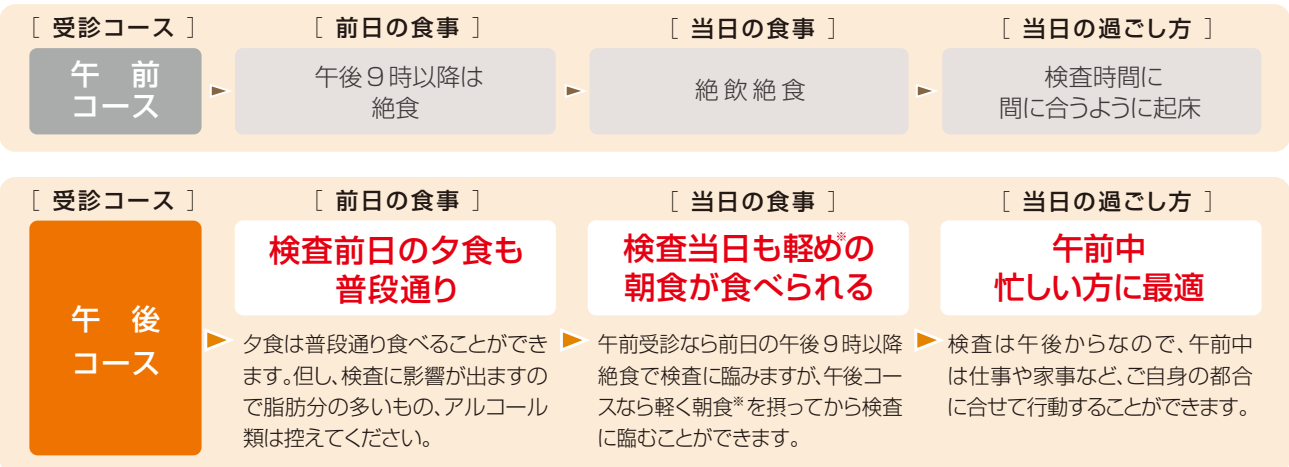 [ 受診コース ] [ 前日の食事 ] [ 当日の食事 ] [ 当日の過ごし方 ]
午 前
コース
午後9時以降は
絶食
絶飲絶食
検査時間に
間に合うように起床
[ 受診コース ] [ 前日の食事 ] [ 当日の食事 ] [ 当日の過ごし方 ]
午 後
コース
検査前日の夕食も
普段通り
夕食は普段通り食べることができ
ます。但し、検査に影響が出ますの
で脂肪分の多いもの、アルコール
類は控えてください。
検査当日も軽め※の
朝食が食べられる
午前受診なら前日の午後9時以降
絶食で検査に臨みますが、午後コー
スなら軽く朝食※を摂ってから検査
に臨むことができます。
午前中
忙しい方に最適
検査は午後からなので、午前中
は仕事や家事など、ご自身の都合
に合せて行動することができます。